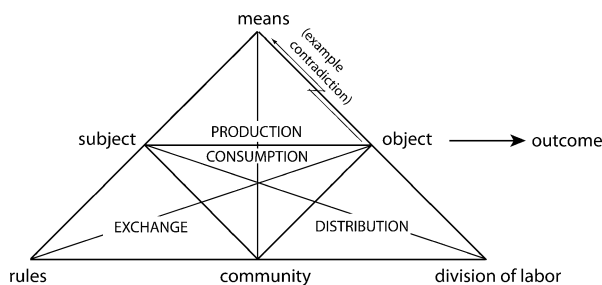 means
(example
contradiction)
subject
PRODUCTION
object
outcome
CONSUMPTION
EXCHANGE
DISTRIBUTION
rules
community
division of labor